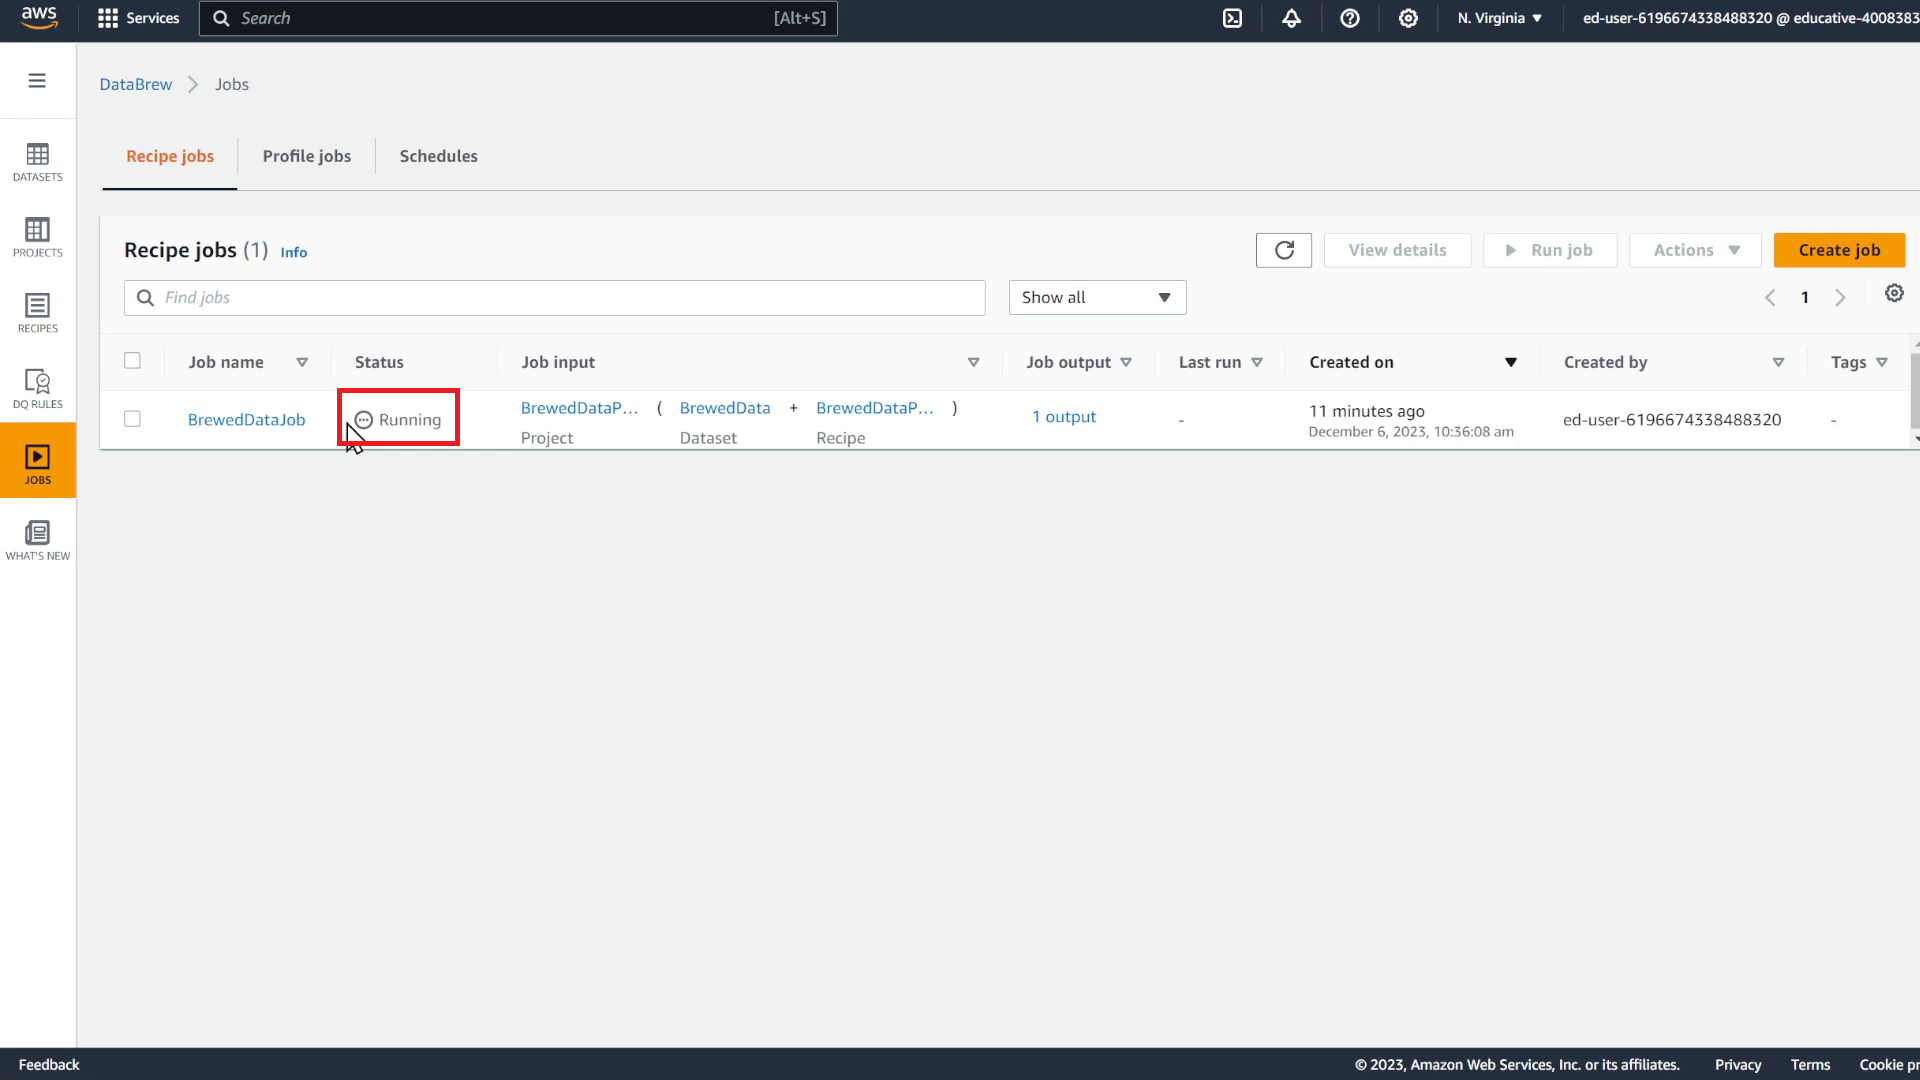 aws
Services
Search [Alt+S]
N. Virginia
ed-user-6196674338488320 @ educative-4008383
DataBrew Jobs
Recipe jobs
Profile jobs
Schedules
DATASETS
PROJECTS
RECIPES
DQ RULES
JOBS
WHAT'S NEW
Recipe jobs (1) Info
View details
Run job
Actions
Create job
Find jobs
Show all
1
Job name Status Job input Job output Last run Created on Created by Tags
BrewedDataJob
Running
BrewedDataP... ( BrewedData + BrewedDataP... )
Project Dataset Recipe
1 output
-
11 minutes ago
December 6, 2023, 10:36:08 am
ed-user-6196674338488320
-
Feedback
© 2023, Amazon Web Services, Inc. or its affiliates.
Privacy
Terms
Cookie pr